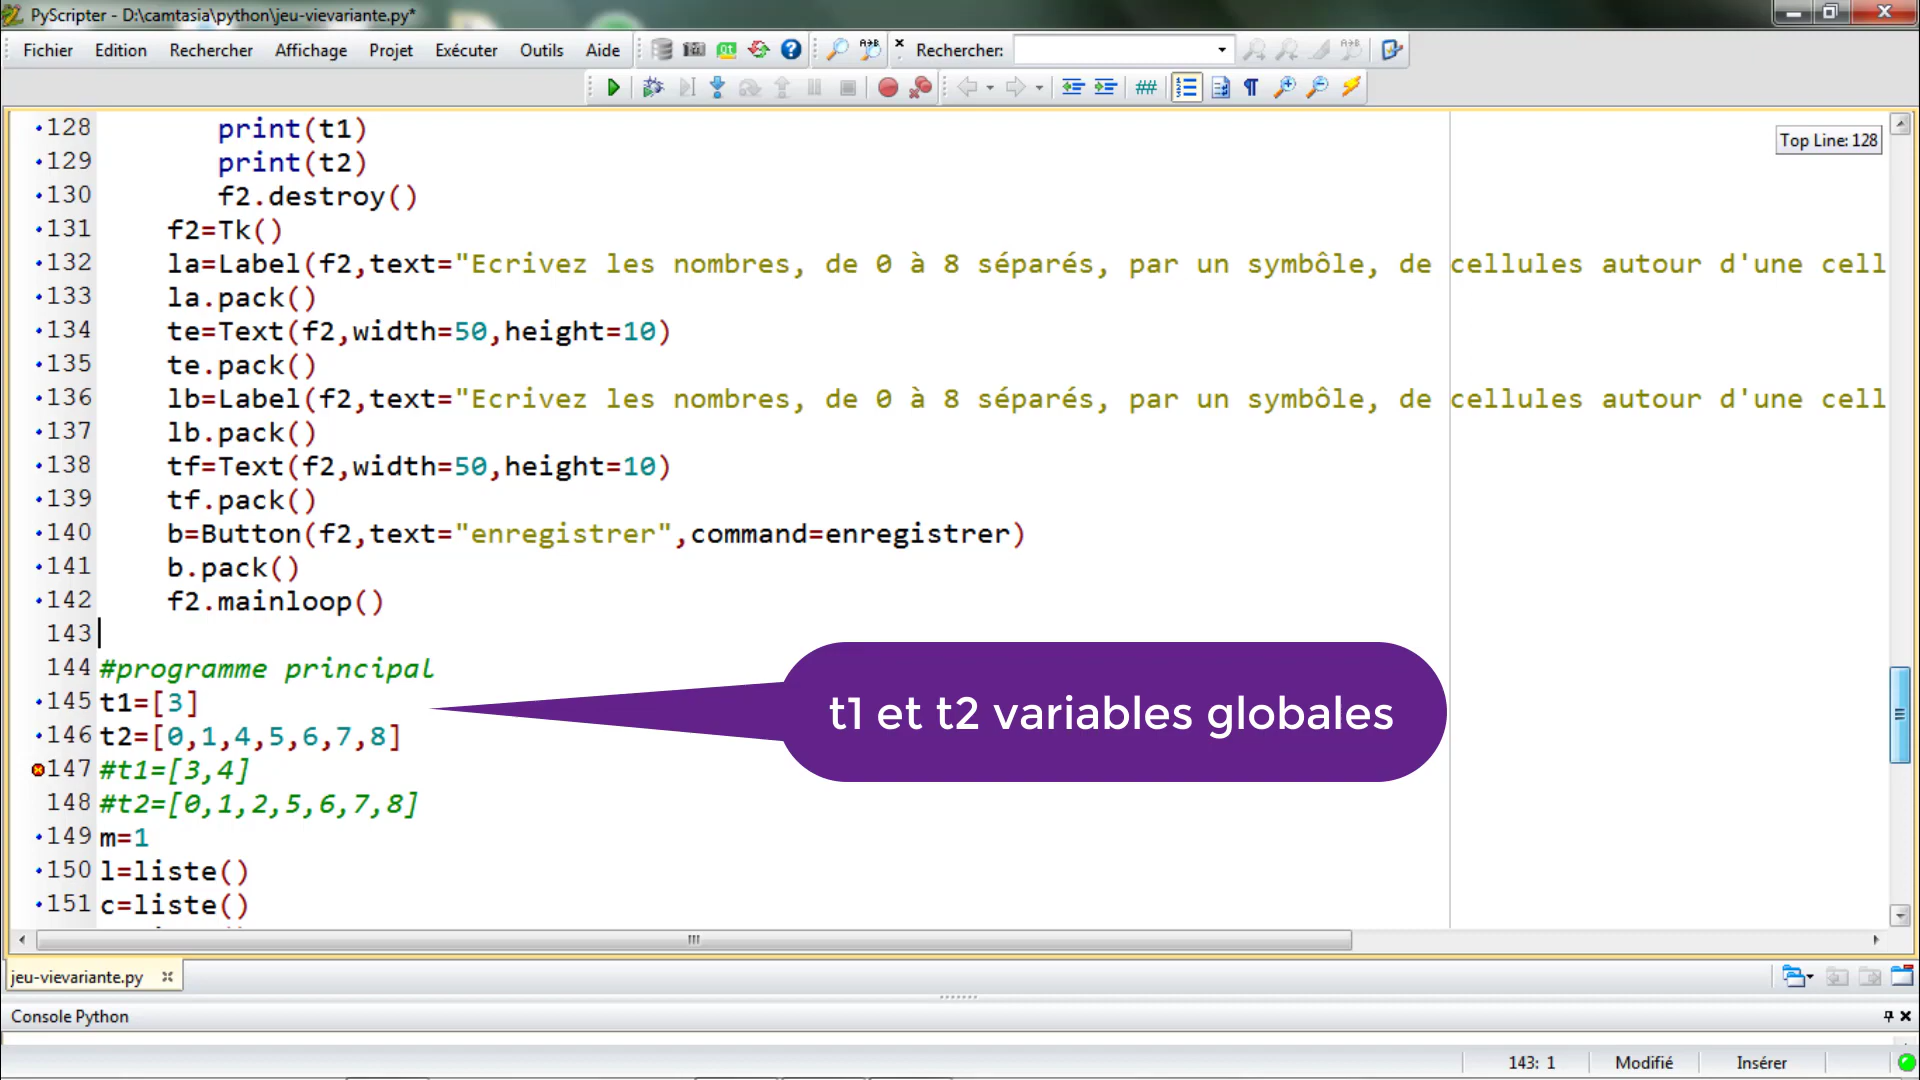 PyScripter - D:\camtasia\python\jeu-vievariante.py*
Fichier Edition Rechercher Affichage Projet Exécuter Outils Aide Rechercher:
Top Line: 128
128 print(t1)
129 print(t2)
130 f2.destroy()
131 f2=Tk()
132 la=Label(f2,text="Ecrivez les nombres, de 0 à 8 séparés, par un symbôle, de cellules autour d'une cell
133 la.pack()
134 te=Text(f2,width=50,height=10)
135 te.pack()
136 lb=Label(f2,text="Ecrivez les nombres, de 0 à 8 séparés, par un symbôle, de cellules autour d'une cell
137 lb.pack()
138 tf=Text(f2,width=50,height=10)
139 tf.pack()
140 b=Button(f2,text="enregistrer",command=enregistrer)
141 b.pack()
142 f2.mainloop()
143
144 #programme principal
145 t1=[3]
146 t2=[0,1,4,5,6,7,8]
147 #t1=[3,4]
148 #t2=[0,1,2,5,6,7,8]
149 m=1
150 l=liste()
151 c=liste()
t1 et t2 variables globales
jeu-vievariante.py
Console Python
143: 1 Modifié Insérer